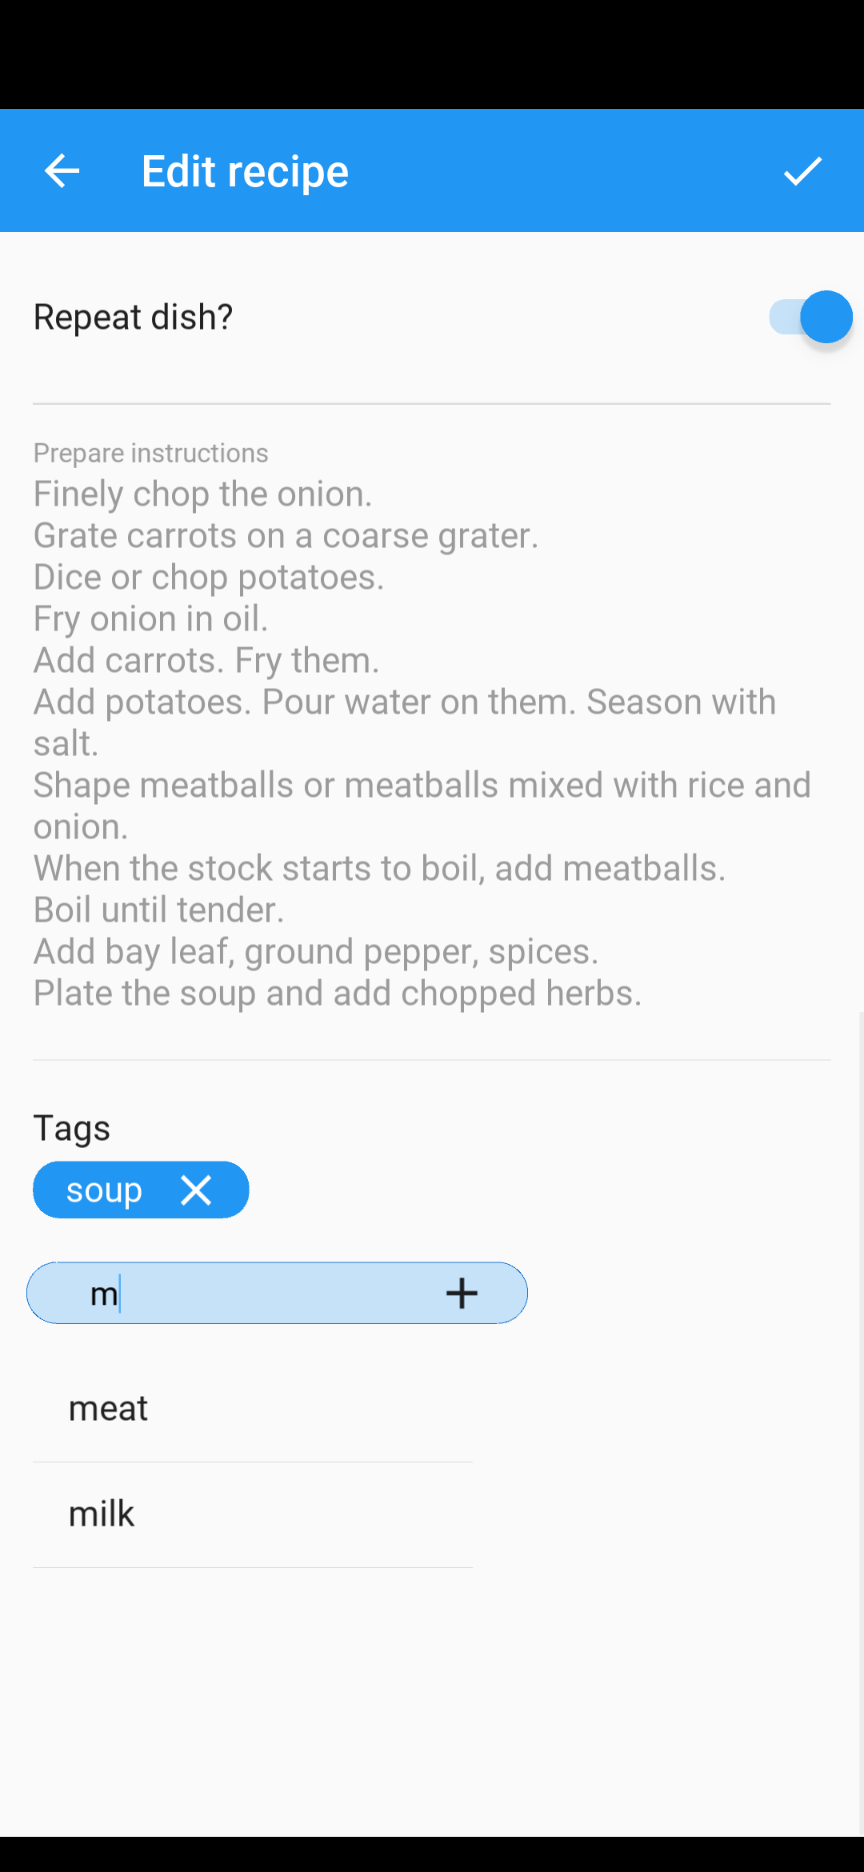 Edit recipe
Repeat dish?
Prepare instructions
Finely chop the onion.
Grate carrots on a coarse grater.
Dice or chop potatoes.
Fry onion in oil.
Add carrots. Fry them.
Add potatoes. Pour water on them. Season with
salt.
Shape meatballs or meatballs mixed with rice and
onion.
When the stock starts to boil, add meatballs.
Boil until tender.
Add bay leaf, ground pepper, spices.
Plate the soup and add chopped herbs.
Tags
soup
m
meat
milk